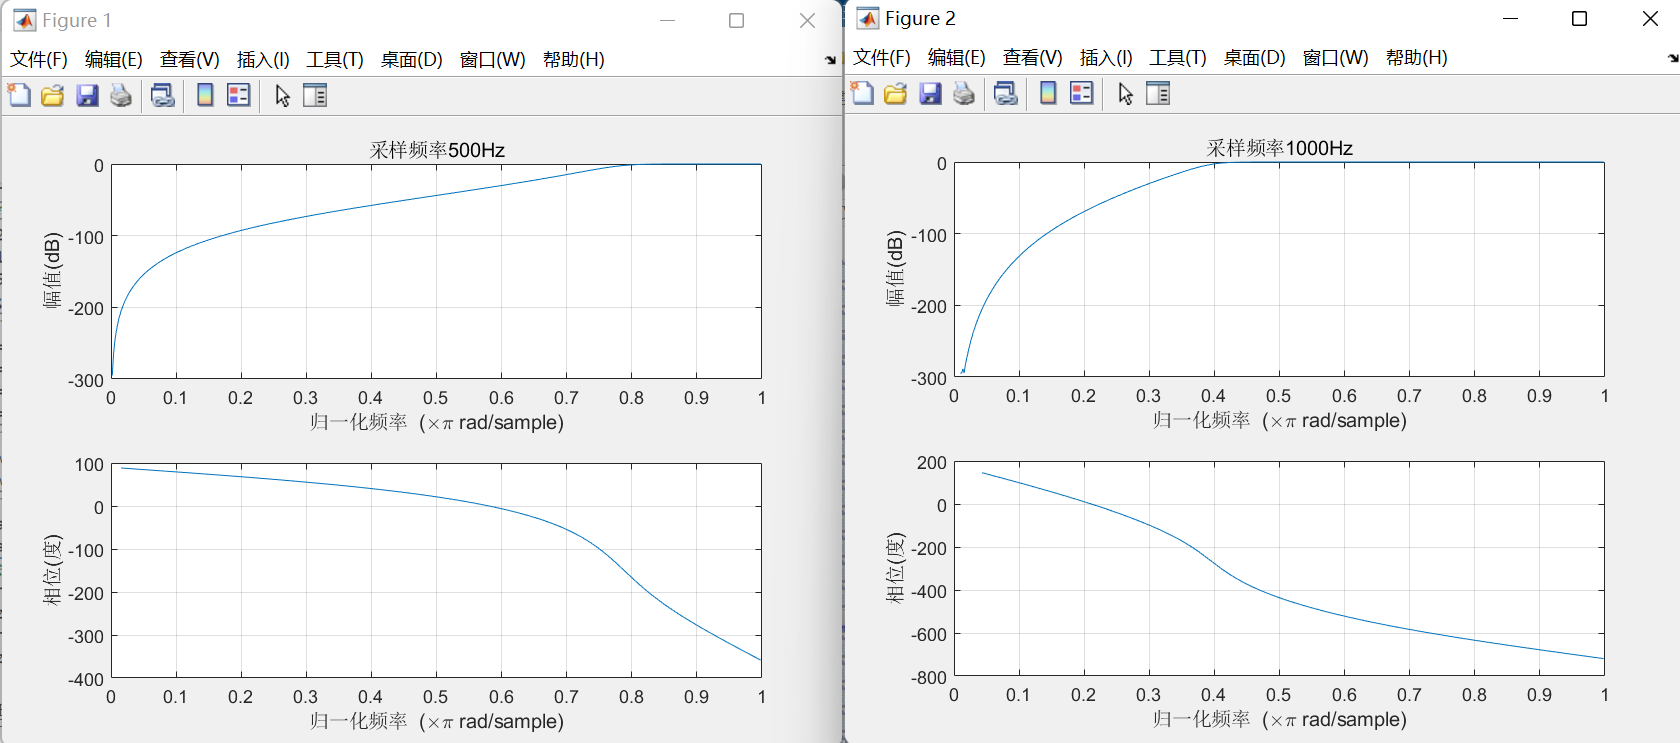 Figure 1
文件(F) 编辑(E) 查看(V) 插入(I) 工具(T) 桌面(D) 窗口(W) 帮助(H)
采样频率500Hz
0
-100
-200
-300
幅值(dB)
0 0.1 0.2 0.3 0.4 0.5 0.6 0.7 0.8 0.9 1
归一化频率 (×π rad/sample)
100
0
-100
-200
-300
-400
相位(度)
0 0.1 0.2 0.3 0.4 0.5 0.6 0.7 0.8 0.9 1
归一化频率 (×π rad/sample)
Figure 2
文件(F) 编辑(E) 查看(V) 插入(I) 工具(T) 桌面(D) 窗口(W) 帮助(H)
采样频率1000Hz
0
-100
-200
-300
幅值(dB)
0 0.1 0.2 0.3 0.4 0.5 0.6 0.7 0.8 0.9 1
归一化频率 (×π rad/sample)
200
0
-200
-400
-600
-800
相位(度)
0 0.1 0.2 0.3 0.4 0.5 0.6 0.7 0.8 0.9 1
归一化频率 (×π rad/sample)